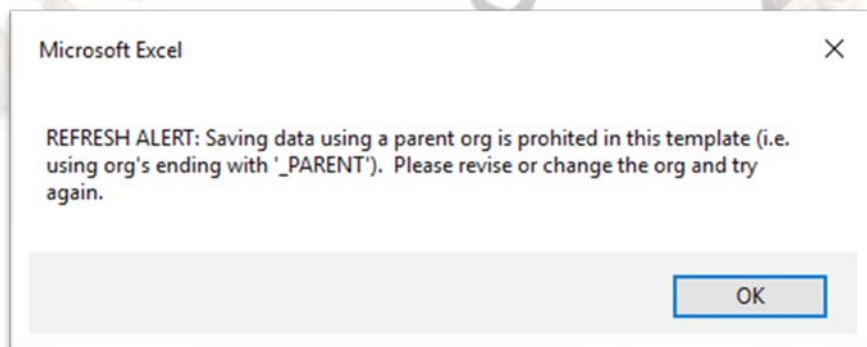 Microsoft Excel
REFRESH ALERT: Saving data using a parent org is prohited in this template (i.e.
using org's ending with '_PARENT').  Please revise or change the org and try
again.
OK